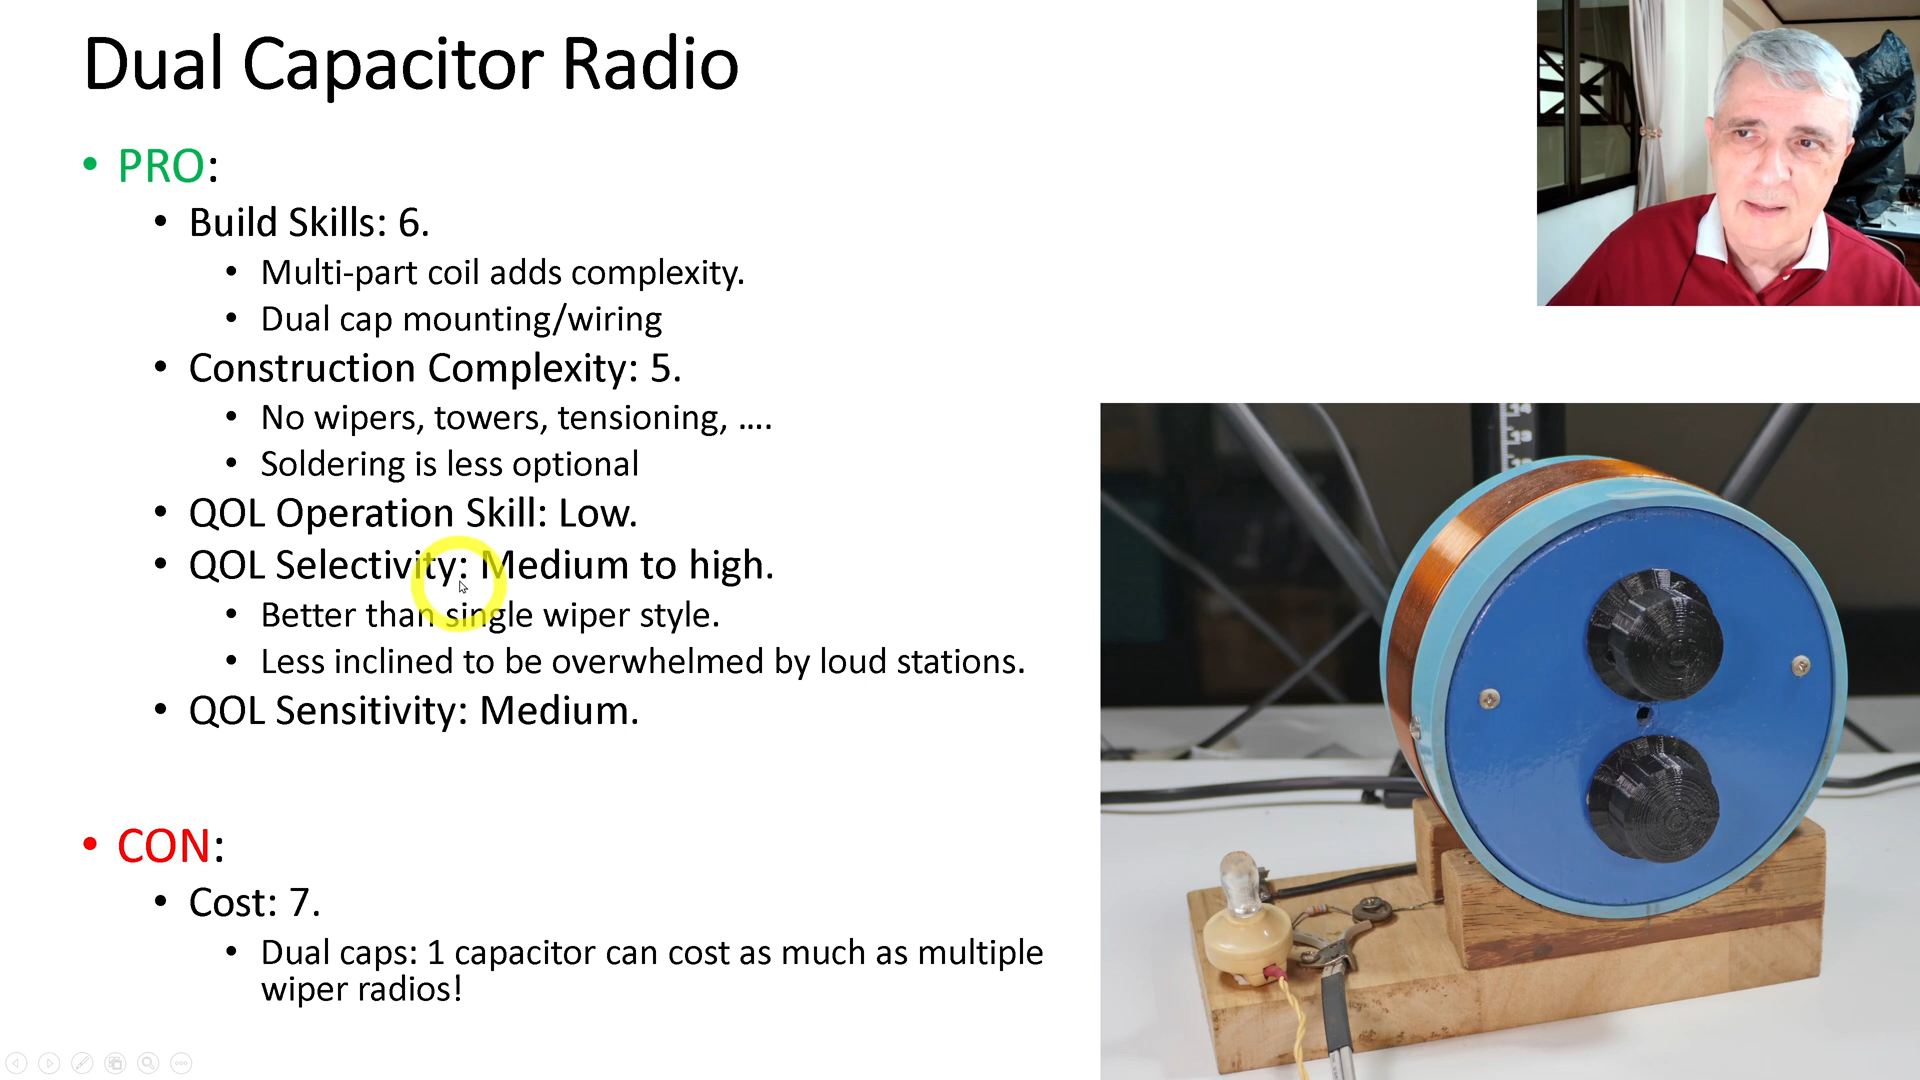 Dual Capacitor Radio
• PRO:
• Build Skills: 6.
• Multi-part coil adds complexity.
• Dual cap mounting/wiring
• Construction Complexity: 5.
• No wipers, towers, tensioning, ....
• Soldering is less optional
• QOL Operation Skill: Low.
• QOL Selectivity: Medium to high.
• Better than single wiper style.
• Less inclined to be overwhelmed by loud stations.
• QOL Sensitivity: Medium.
• CON:
• Cost: 7.
• Dual caps: 1 capacitor can cost as much as multiple
wiper radios!
14
13